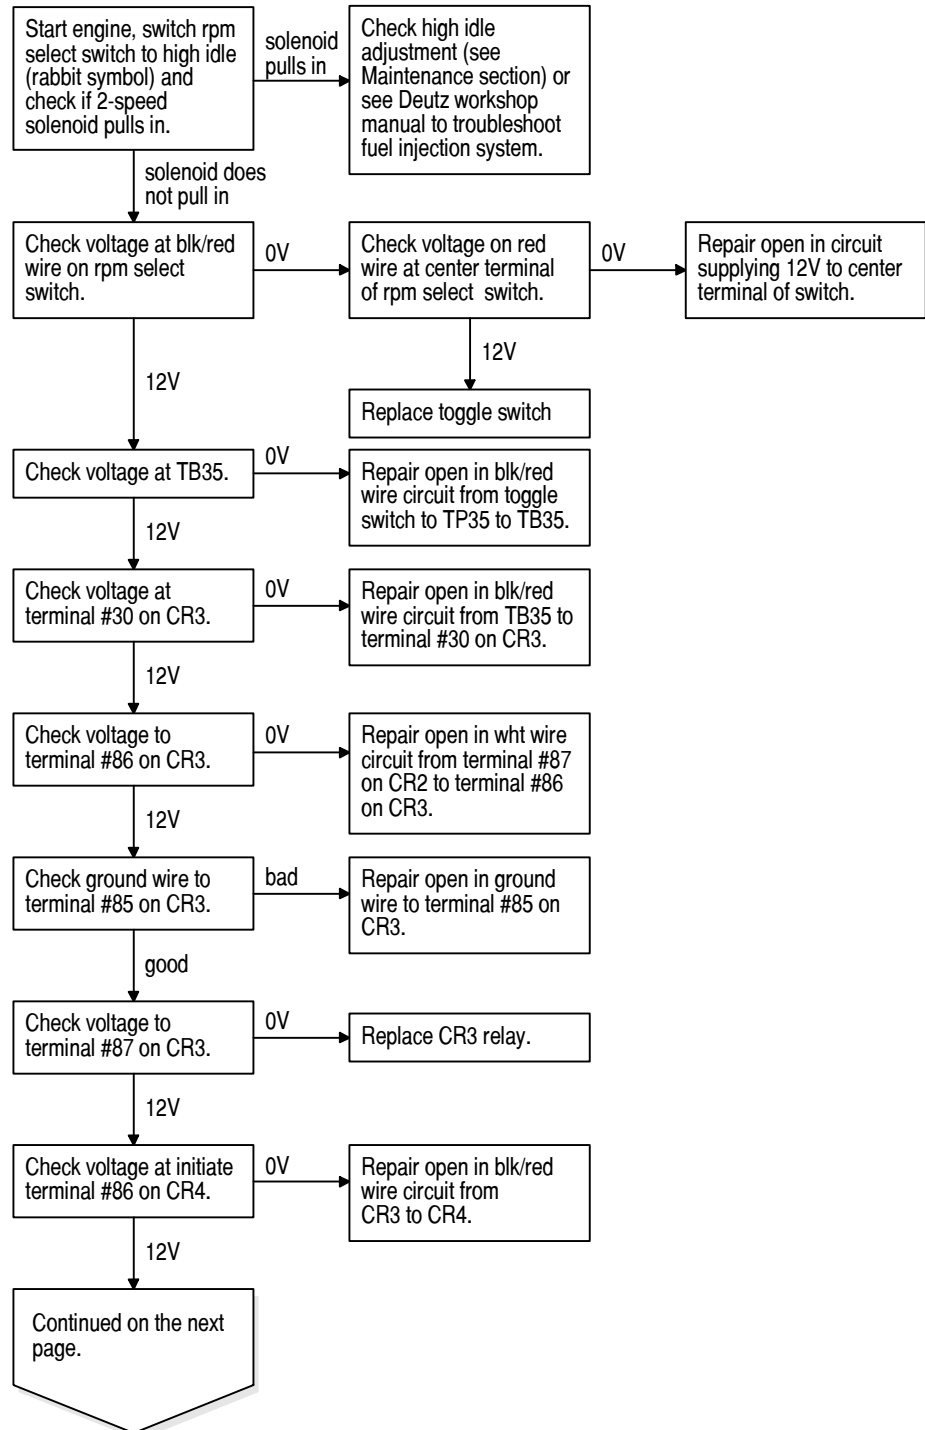 Start engine, switch rpm
select switch to high idle
(rabbit symbol) and
check if 2-speed
solenoid pulls in.
solenoid
pulls in
Check high idle
adjustment (see
Maintenance section) or
see Deutz workshop
manual to troubleshoot
fuel injection system.
solenoid does
not pull in
Check voltage at blk/red
wire on rpm select
switch.
0V
Check voltage on red
wire at center terminal
of rpm select switch.
0V
Repair open in circuit
supplying 12V to center
terminal of switch.
12V
Replace toggle switch
12V
Check voltage at TB35.
0V
Repair open in blk/red
wire circuit from toggle
switch to TP35 to TB35.
12V
Check voltage at
terminal #30 on CR3.
0V
Repair open in blk/red
wire circuit from TB35 to
terminal #30 on CR3.
12V
Check voltage to
terminal #86 on CR3.
0V
Repair open in wht wire
circuit from terminal #87
on CR2 to terminal #86
on CR3.
12V
Check ground wire to
terminal #85 on CR3.
bad
Repair open in ground
wire to terminal #85 on
CR3.
good
Check voltage to
terminal #87 on CR3.
0V
Replace CR3 relay.
12V
Check voltage at initiate
terminal #86 on CR4.
0V
Repair open in blk/red
wire circuit from
CR3 to CR4.
12V
Continued on the next
page.